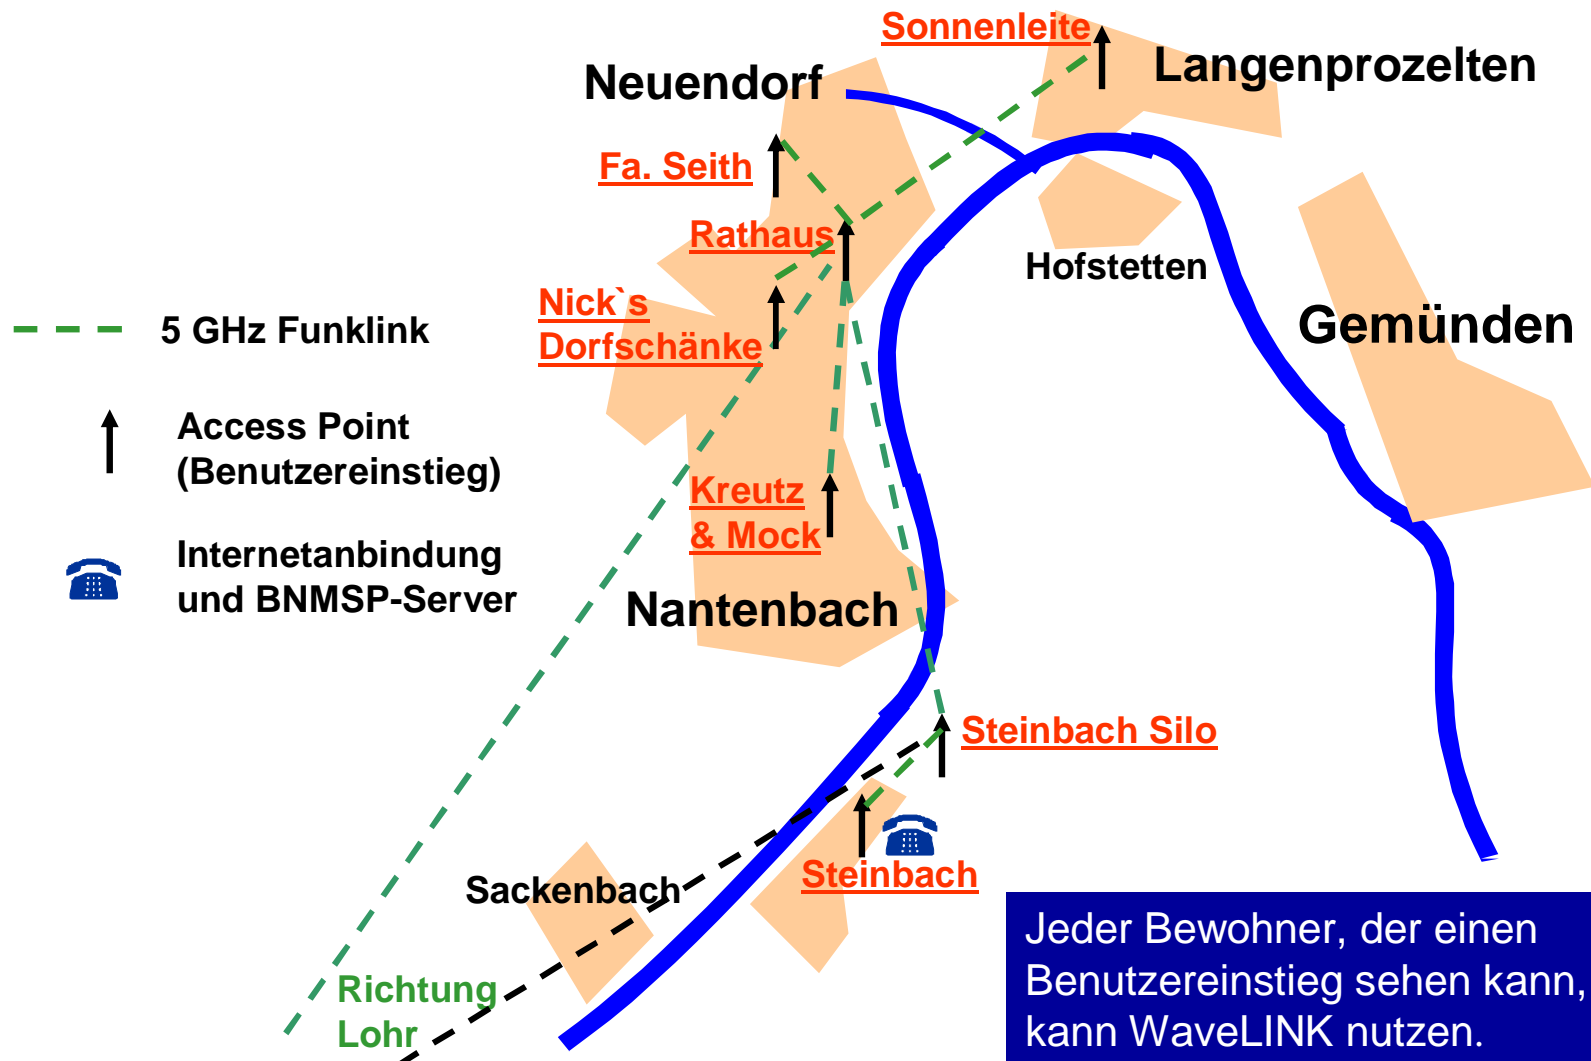 Sonnenleite
Langenprozelten
Neuendorf
Fa. Seith
Rathaus
Hofstetten
Nick`s
Dorfschänke
Gemünden
5 GHz Funklink
Access Point
(Benutzereinstieg)
Kreutz
& Mock
Internetanbindung
und BNMSP-Server
Nantenbach
Steinbach Silo
Steinbach
Sackenbach
Richtung
Lohr
Jeder Bewohner, der einen
Benutzereinstieg sehen kann,
kann WaveLINK nutzen.